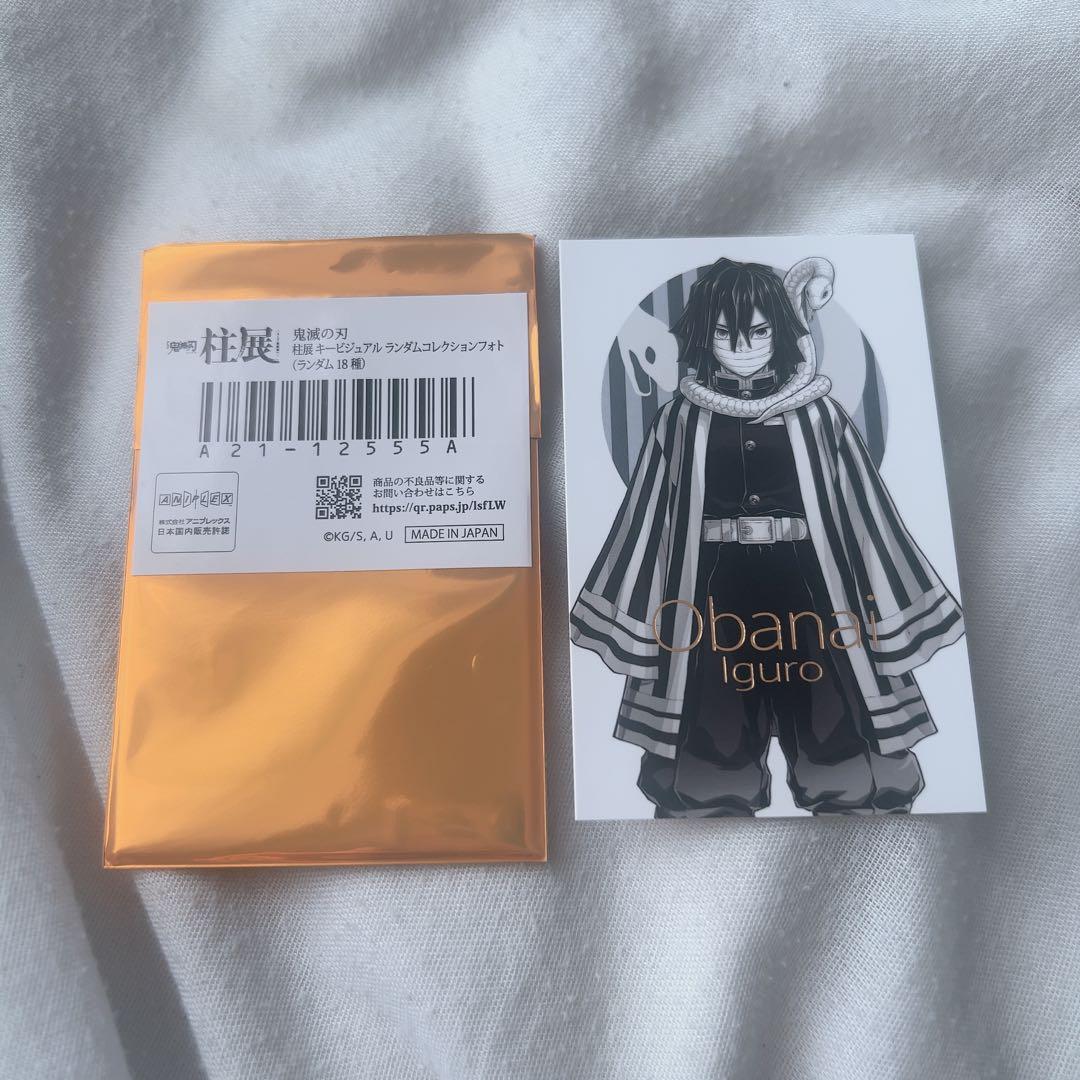 「鬼滅の刃」
柱展
鬼滅の刃
柱展 キービジュアル ランダムコレクションフォト
(ランダム 18 種)
A21-12555A
ANIPLEX
株式会社 アニプレックス
日本国内販売許諾
商品の不良品等に関する
お問い合わせはこちら
https://qr.paps.jp/lsfLW
©KG/S, A, U
MADE IN JAPAN
Obanai
Iguro